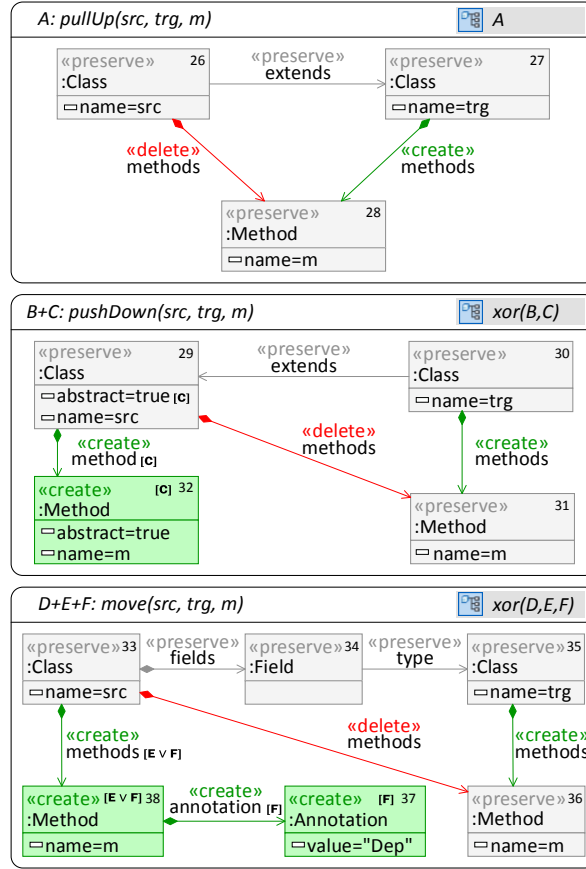 A: pullUp(src, trg, m)
A
«preserve» 26
:Class
name=src
«preserve»
extends
«preserve» 27
:Class
name=trg
«delete»
methods
«create»
methods
«preserve» 28
:Method
name=m
B+C: pushDown(src, trg, m)
xor(B,C)
«preserve» 29
:Class
abstract=true [C]
name=src
«preserve»
extends
«preserve» 30
:Class
name=trg
«create»
method [C]
«delete»
methods
«create»
methods
«create» [C] 32
:Method
abstract=true
name=m
«preserve» 31
:Method
name=m
D+E+F: move(src, trg, m)
xor(D,E,F)
«preserve» 33
:Class
name=src
«preserve»
fields
«preserve» 34
:Field
«preserve»
type
«preserve» 35
:Class
name=trg
«create»
methods [E ∨ F]
«delete»
methods
«create»
methods
«create» [E ∨ F] 38
:Method
name=m
«create»
annotation [F]
«create» [F] 37
:Annotation
value="Dep"
«preserve» 36
:Method
name=m